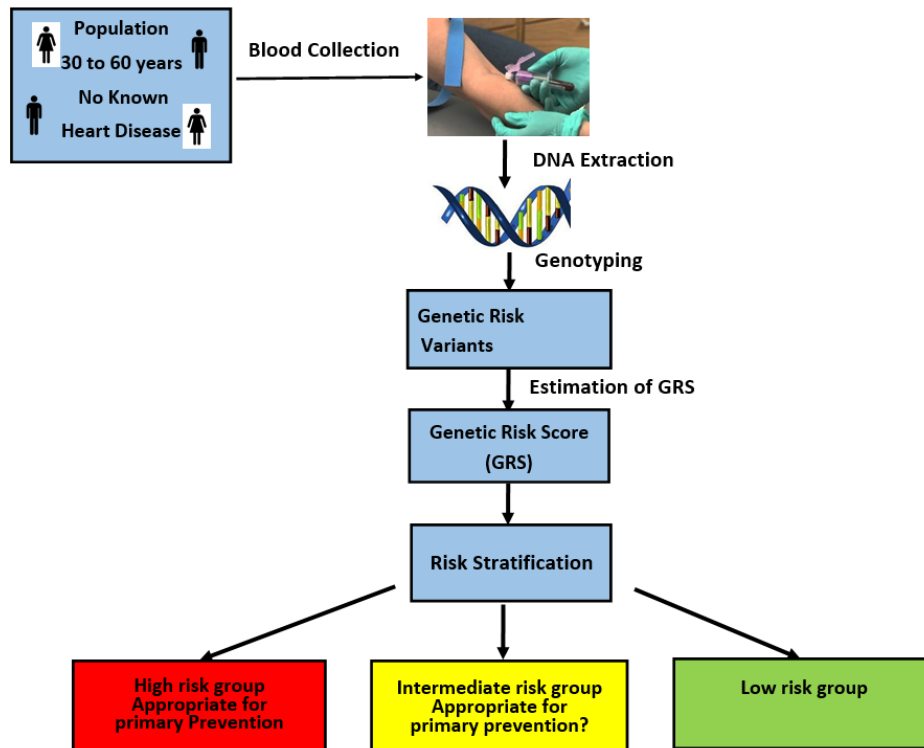 Population
30 to 60 years
No Known
Heart Disease
Blood Collection
DNA Extraction
Genotyping
Genetic Risk
Variants
Estimation of GRS
Genetic Risk Score
(GRS)
Risk Stratification
High risk group
Appropriate for
primary Prevention
Intermediate risk group
Appropriate for
primary prevention?
Low risk group